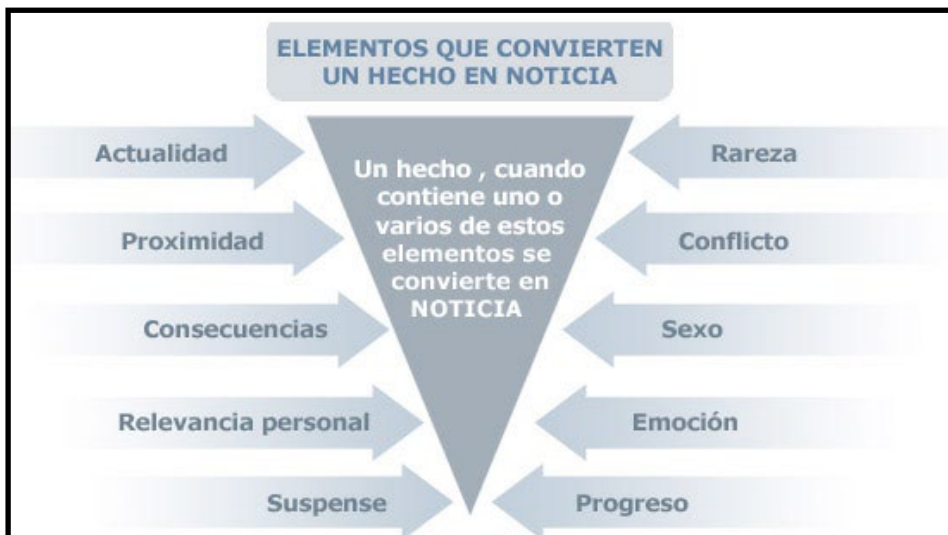 ELEMENTOS QUE CONVIERTEN
UN HECHO EN NOTICIA
Un hecho , cuando
contiene uno o
varios de estos
elementos se
convierte en
NOTICIA
Actualidad
Proximidad
Consecuencias
Relevancia personal
Suspense
Rareza
Conflicto
Sexo
Emoción
Progreso